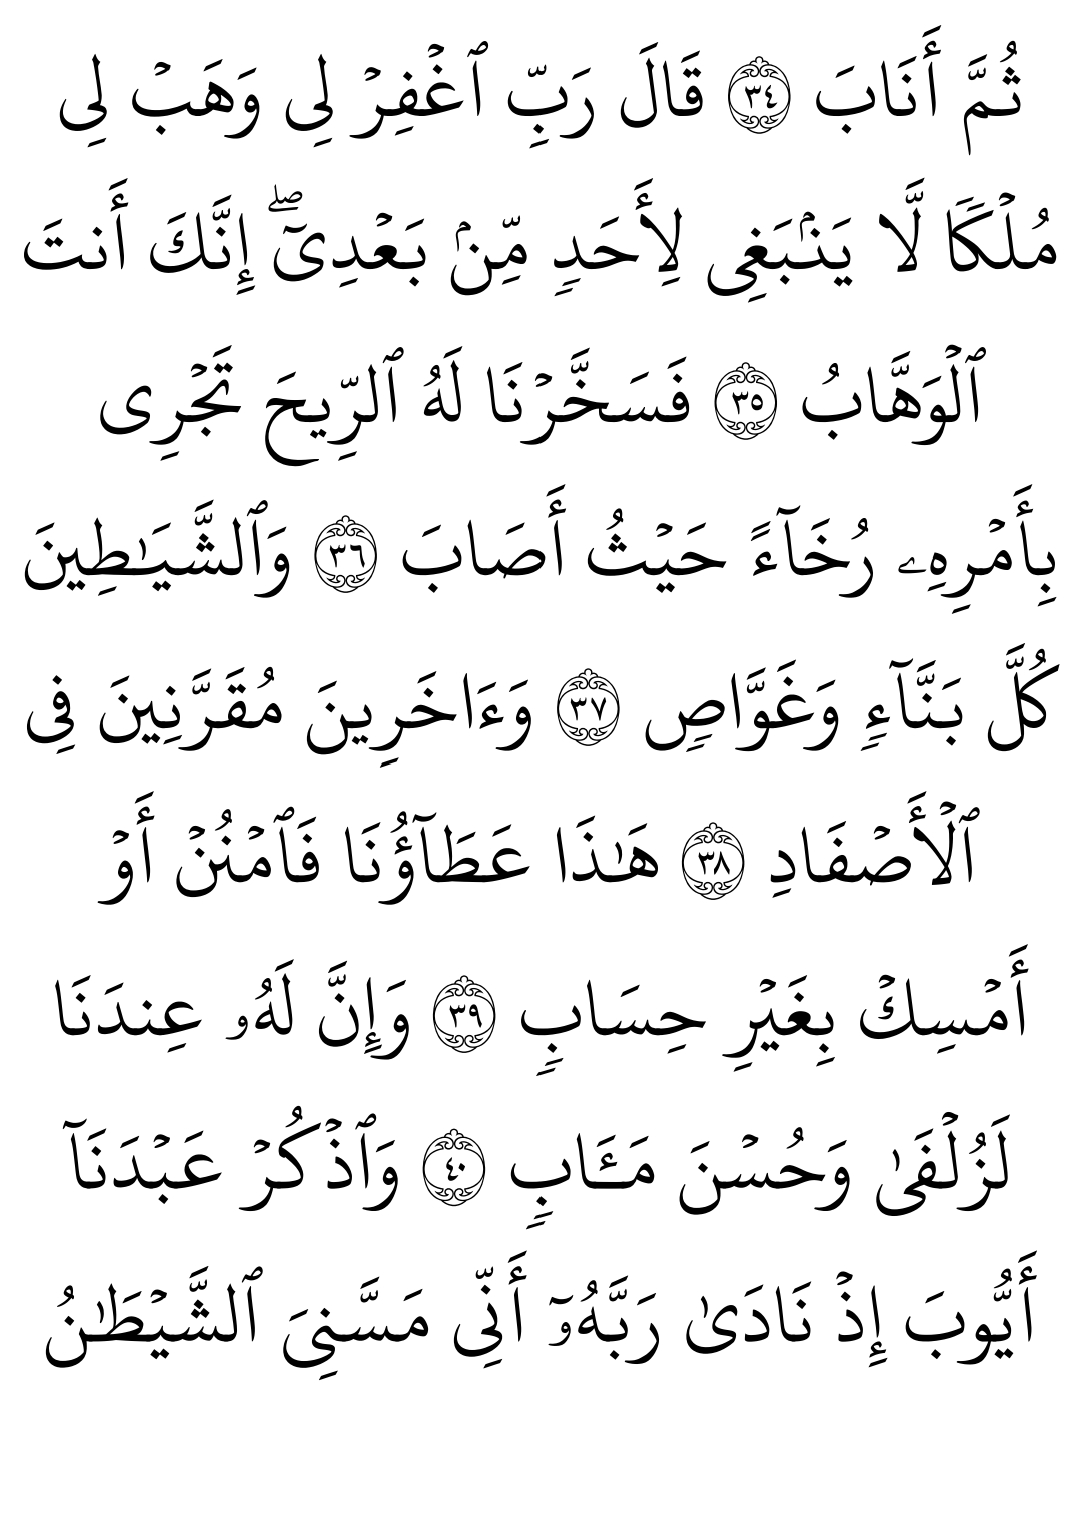 ثُمَّ أَنَابَ ٣٤ قَالَ رَبِّ ٱغۡفِرۡ لِي وَهَبۡ لِي
مُلۡكٗا لَّا يَنۢبَغِي لِأَحَدٖ مِّنۢ بَعۡدِيٓۖ إِنَّكَ أَنتَ
ٱلۡوَهَّابُ ٣٥ فَسَخَّرۡنَا لَهُ ٱلرِّيحَ تَجۡرِي
بِأَمۡرِهِۦ رُخَآءً حَيۡثُ أَصَابَ ٣٦ وَٱلشَّيَٰطِينَ
كُلَّ بَنَّآءٖ وَغَوَّاصٖ ٣٧ وَءَاخَرِينَ مُقَرَّنِينَ فِي
ٱلۡأَصۡفَادِ ٣٨ هَٰذَا عَطَآؤُنَا فَٱمۡنُنۡ أَوۡ
أَمۡسِكۡ بِغَيۡرِ حِسَابٖ ٣٩ وَإِنَّ لَهُۥ عِندَنَا
لَزُلۡفَىٰ وَحُسۡنَ مَـَٔابٖ ٤٠ وَٱذۡكُرۡ عَبۡدَنَآ
أَيُّوبَ إِذۡ نَادَىٰ رَبَّهُۥٓ أَنِّي مَسَّنِيَ ٱلشَّيۡطَٰنُ